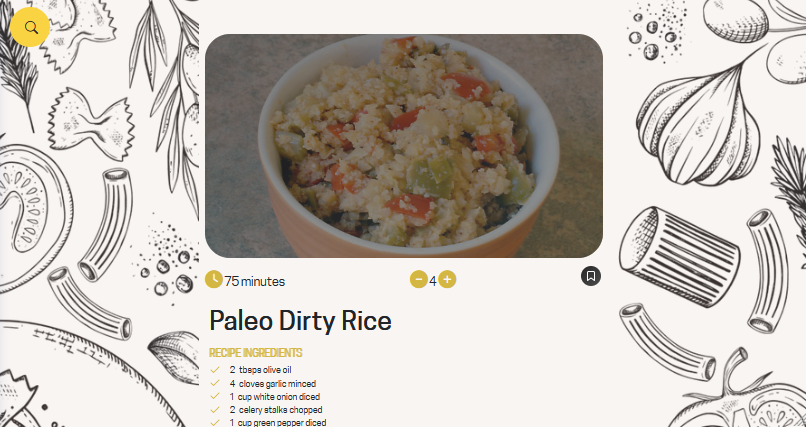 75 minutes
4
Paleo Dirty Rice
RECIPE INGREDIENTS
2 tbsps olive oil
4 cloves garlic minced
1 cup white onion diced
2 celery stalks chopped
1 cup green pepper diced